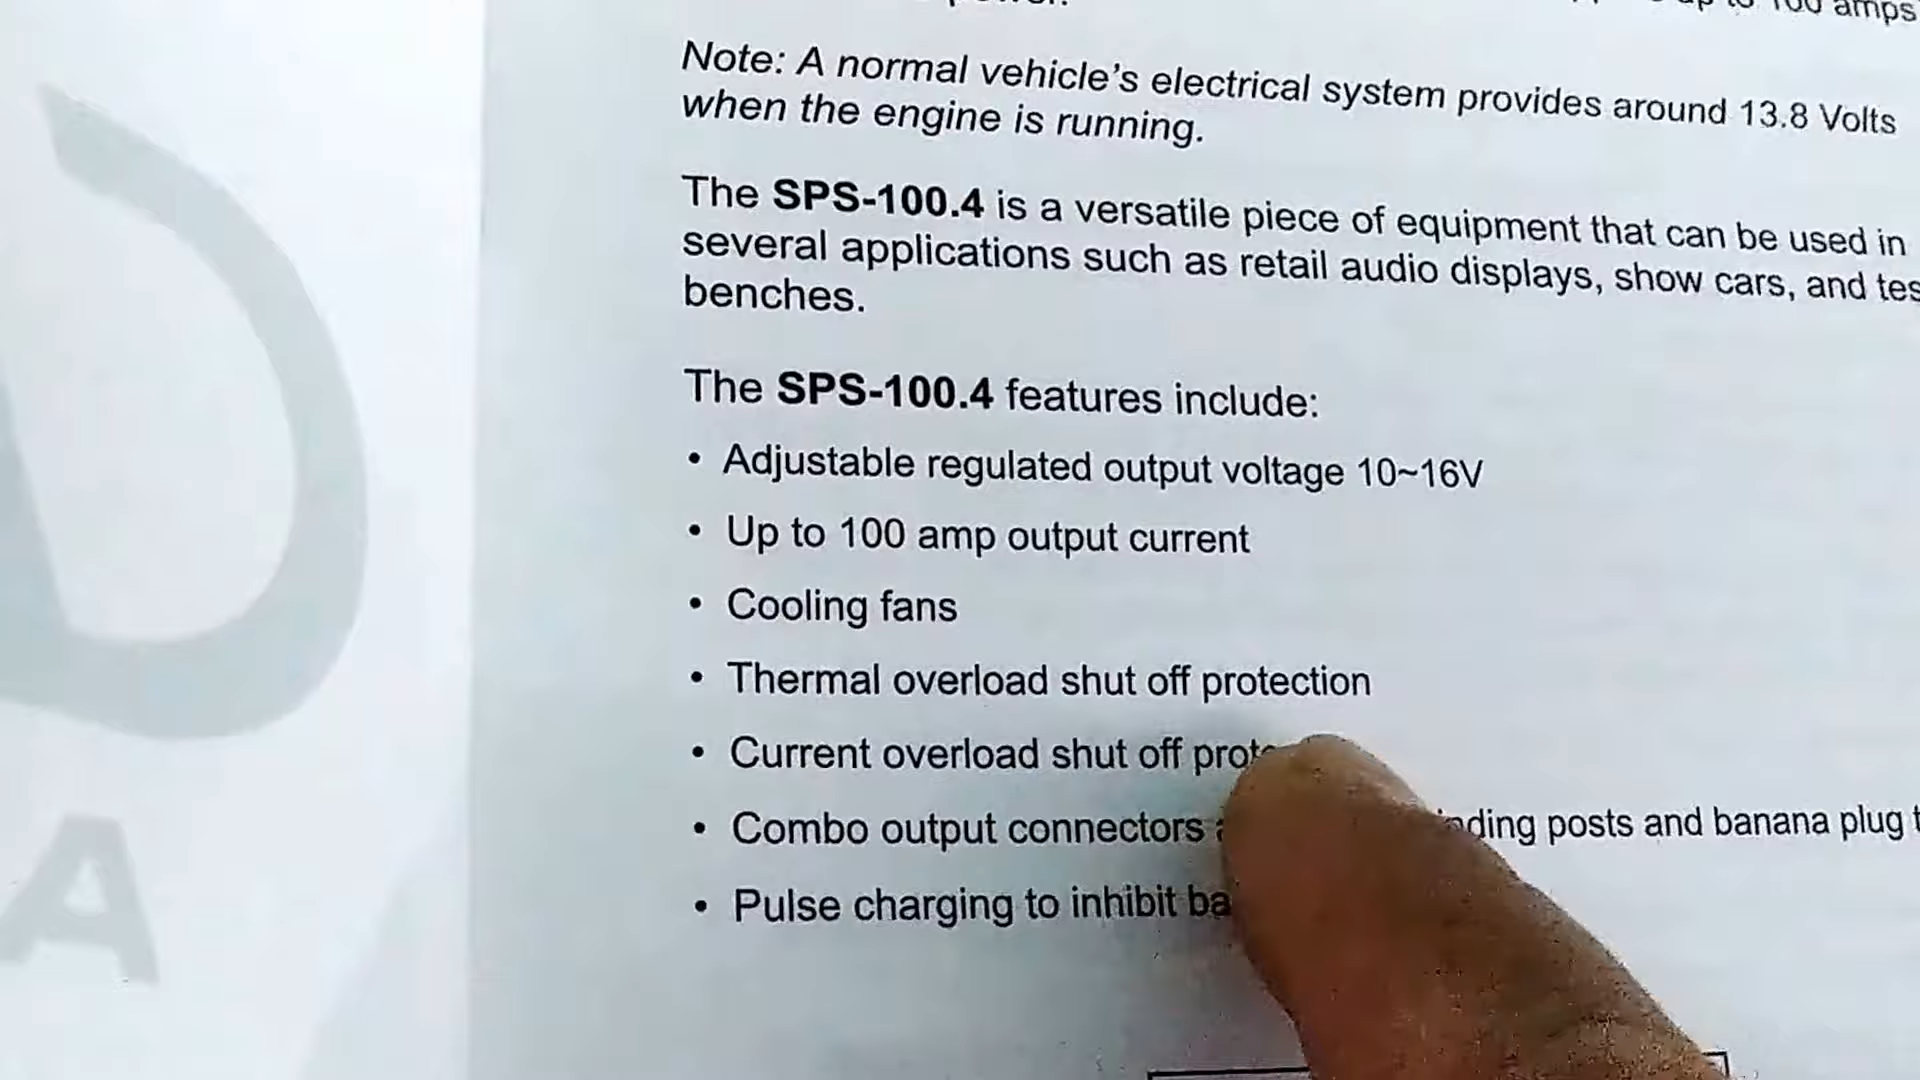 amps
Note: A normal vehicle's electrical system provides around 13.8 Volts
when the engine is running.
The SPS-100.4 is a versatile piece of equipment that can be used in
several applications such as retail audio displays, show cars, and
benches.
The SPS-100.4 features include:
• Adjustable regulated output voltage 10~16V
• Up to 100 amp output current
• Cooling fans
• Thermal overload shut off protection
• Current overload shut off
• Combo output connectors posts and banana plug
• Pulse charging to inhibit
A